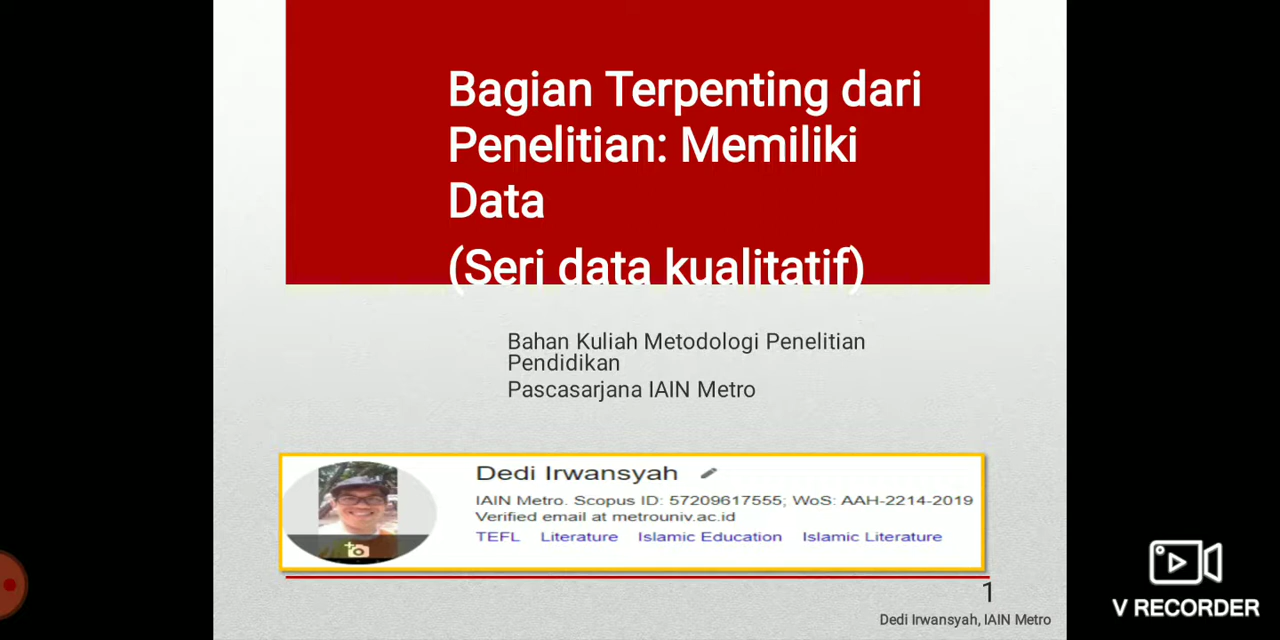 Bagian Terpenting dari
Penelitian: Memiliki
Data
(Seri data kualitatif)
Bahan Kuliah Metodologi Penelitian
Pendidikan
Pascasarjana IAIN Metro
Dedi Irwansyah
IAIN Metro. Scopus ID: 57209617555; WoS: AAH-2214-2019
Verified email at metrouniv.ac.id
TEFL Literature Islamic Education Islamic Literature
1
Dedi Irwansyah, IAIN Metro
V RECORDER